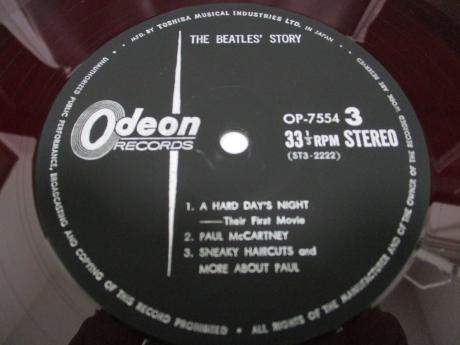 MFD. BY TOSHIBA MUSICAL INDUSTRIES LTD. IN JAPAN
THE BEATLES' STORY
Odeon
RECORDS
OP-7554 3
33⅓ RPM STEREO
(ST3-2222)
1. A HARD DAY'S NIGHT
——Their First Movie
2. PAUL McCARTNEY
3. SNEAKY HAIRCUTS and
MORE ABOUT PAUL
UNAUTHORIZED PUBLIC PERFORMANCE, BROADCASTING AND COPYING OF THIS RECORD PROHIBITED • ALL RIGHTS OF THE MANUFACTURER AND OF THE OWNER OF THE RECORDED WORK ARE RESERVED